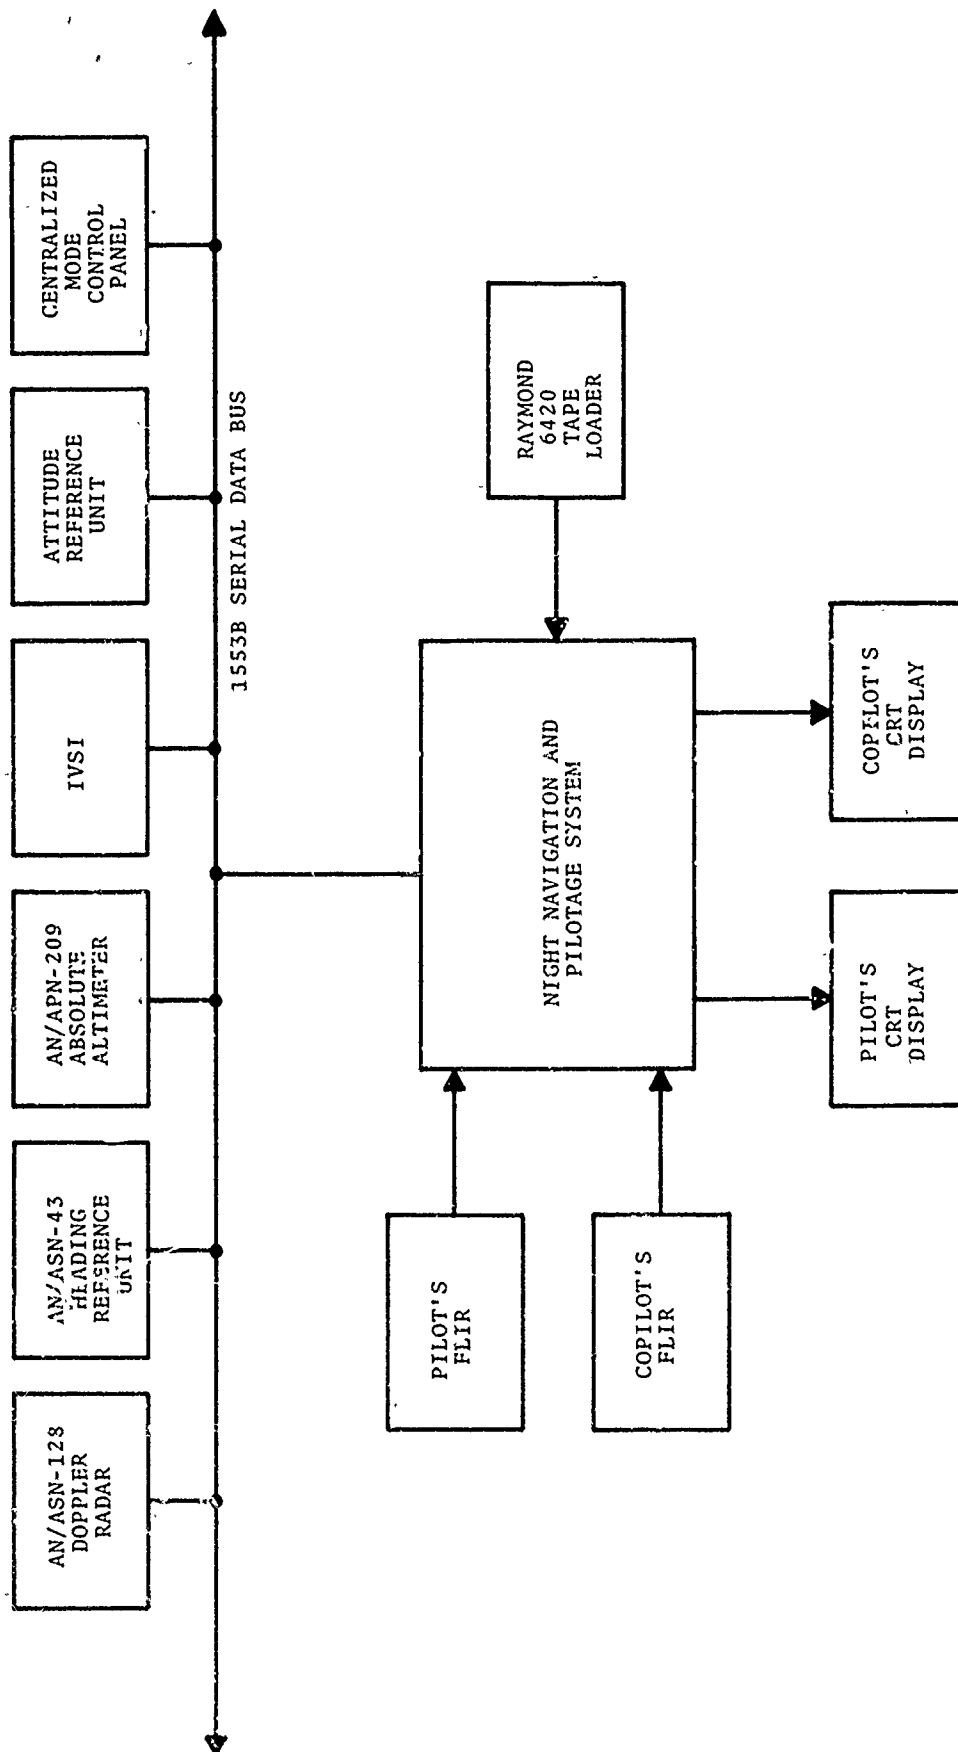 AN/ASN-128
DOPPLER
RADAR
AN/ASN-43
HEADING
REFERENCE
UNIT
AN/APN-209
ABSOLUTE
ALTIMETER
IVSI
ATTITUDE
REFERENCE
UNIT
CENTRALIZED
MODE
CONTROL
PANEL
1553B SERIAL DATA BUS
PILOT'S
FLIR
COPILOT'S
FLIR
NIGHT NAVIGATION AND
PILOTAGE SYSTEM
RAYMOND
6420
TAPE
LOADER
PILOT'S
CRT
DISPLAY
COPILOT'S
CRT
DISPLAY